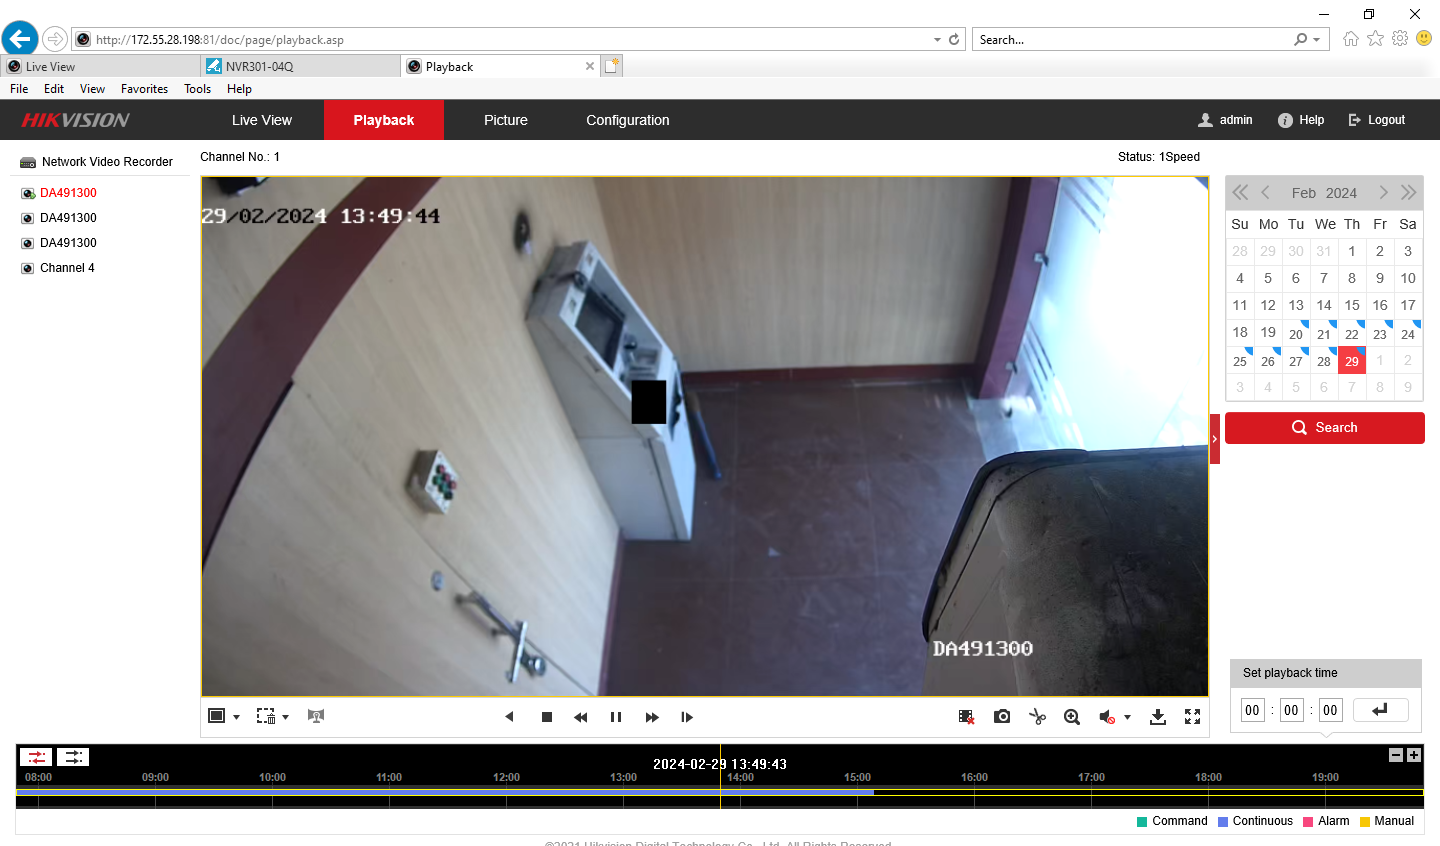 http://172.55.28.198:81/doc/page/playback.asp
Search...
Live View
NVR301-04Q
Playback
File Edit View Favorites Tools Help
HIKVISION
Live View
Playback
Picture
Configuration
admin
Help
Logout
Network Video Recorder
DA491300
DA491300
DA491300
Channel 4
Channel No.: 1
Status: 1Speed
29/02/2024 13:49:44
DA491300
Feb 2024
Su Mo Tu We Th Fr Sa
28 29 30 31 1 2 3
4 5 6 7 8 9 10
11 12 13 14 15 16 17
18 19 20 21 22 23 24
25 26 27 28 29 1 2
3 4 5 6 7 8 9
Search
Set playback time
00 : 00 : 00
2024-02-29 13:49:43
08:00 09:00 10:00 11:00 12:00 13:00 14:00 15:00 16:00 17:00 18:00 19:00
Command Continuous Alarm Manual
©2021 Hikvision Digital Technology Co., Ltd. All Rights Reserved.